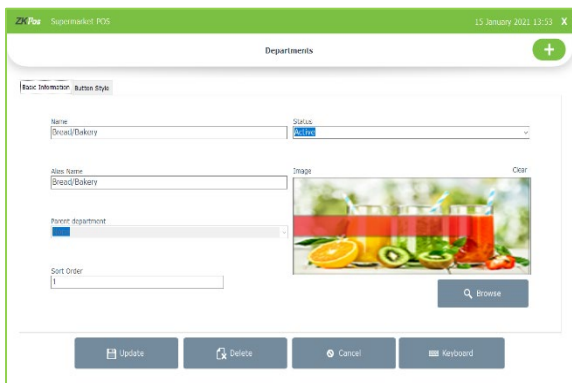 ZKPos Supermarket POS 15 January 2021 13:53 X
Departments +
Basic Information Button Style
Name Status
Bread/Bakery Active
Alias Name Image Clear
Bread/Bakery
Parent department
Sort Order
1
Browse
Update Delete Cancel Keyboard